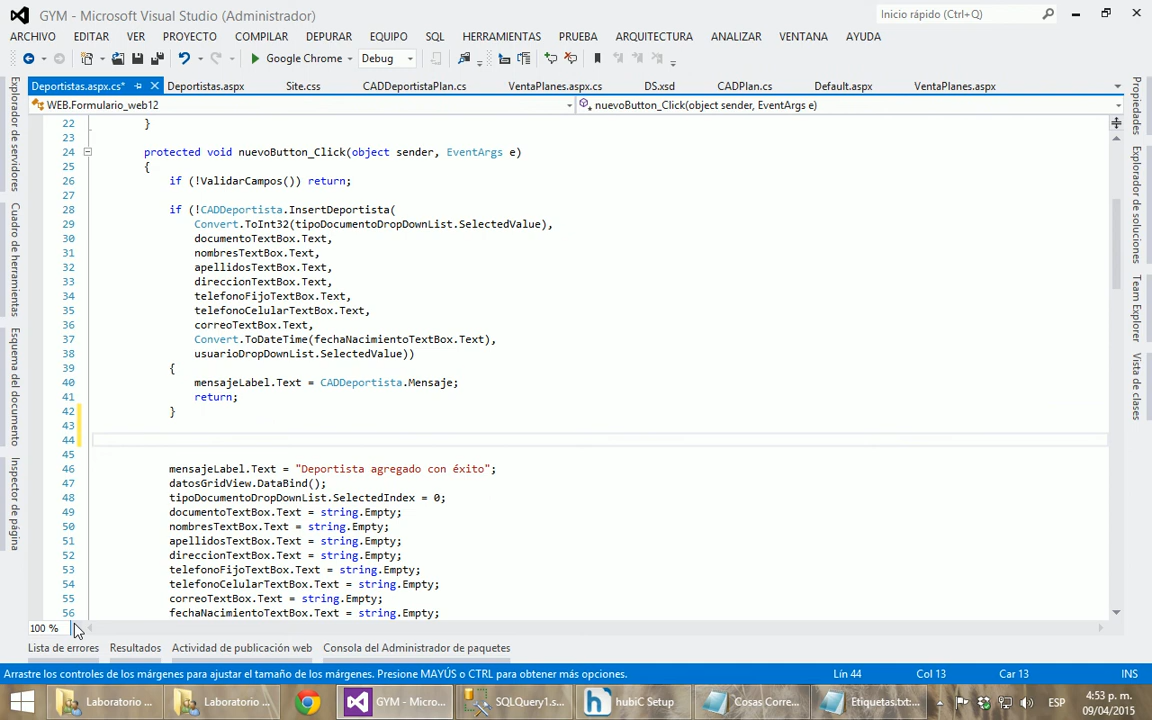 GYM - Microsoft Visual Studio (Administrador)
Inicio rápido (Ctrl+Q)
ARCHIVO EDITAR VER PROYECTO COMPILAR DEPURAR EQUIPO SQL HERRAMIENTAS PRUEBA ARQUITECTURA ANALIZAR VENTANA AYUDA
Google Chrome Debug
Deportistas.aspx.cs* Deportistas.aspx Site.css CADDeportistaPlan.cs VentaPlanes.aspx.cs DS.xsd CADPlan.cs Default.aspx VentaPlanes.aspx
WEB.Formulario_web12 nuevoButton_Click(object sender, EventArgs e)
22 }
23
24 protected void nuevoButton_Click(object sender, EventArgs e)
25 {
26 if (!ValidarCampos()) return;
27
28 if (!CADDeportista.InsertDeportista(
29 Convert.ToInt32(tipoDocumentoDropDownList.SelectedValue),
30 documentoTextBox.Text,
31 nombresTextBox.Text,
32 apellidosTextBox.Text,
33 direccionTextBox.Text,
34 telefonoFijoTextBox.Text,
35 telefonoCelularTextBox.Text,
36 correoTextBox.Text,
37 Convert.ToDateTime(fechaNacimientoTextBox.Text),
38 usuarioDropDownList.SelectedValue))
39 {
40 mensajeLabel.Text = CADDeportista.Mensaje;
41 return;
42 }
43
44
45
46 mensajeLabel.Text = "Deportista agregado con éxito";
47 datosGridView.DataBind();
48 tipoDocumentoDropDownList.SelectedIndex = 0;
49 documentoTextBox.Text = string.Empty;
50 nombresTextBox.Text = string.Empty;
51 apellidosTextBox.Text = string.Empty;
52 direccionTextBox.Text = string.Empty;
53 telefonoFijoTextBox.Text = string.Empty;
54 telefonoCelularTextBox.Text = string.Empty;
55 correoTextBox.Text = string.Empty;
56 fechaNacimientoTextBox.Text = string.Empty;
Explorador de servidores
Cuadro de herramientas
Esquema del documento
Inspector de página
Propiedades
Explorador de soluciones
Team Explorer
Vista de clases
100 %
Lista de errores Resultados Actividad de publicación web Consola del Administrador de paquetes
Arrastre los controles de los márgenes para ajustar el tamaño de los márgenes. Presione MAYÚS o CTRL para obtener más opciones. Lín 44 Col 13 Car 13 INS
Laboratorio ... Laboratorio ... GYM - Micros... SQLQuery1.s... hubiC Setup Cosas Corre... Etiquetas.txt:... ESP 4:53 p. m.
09/04/2015